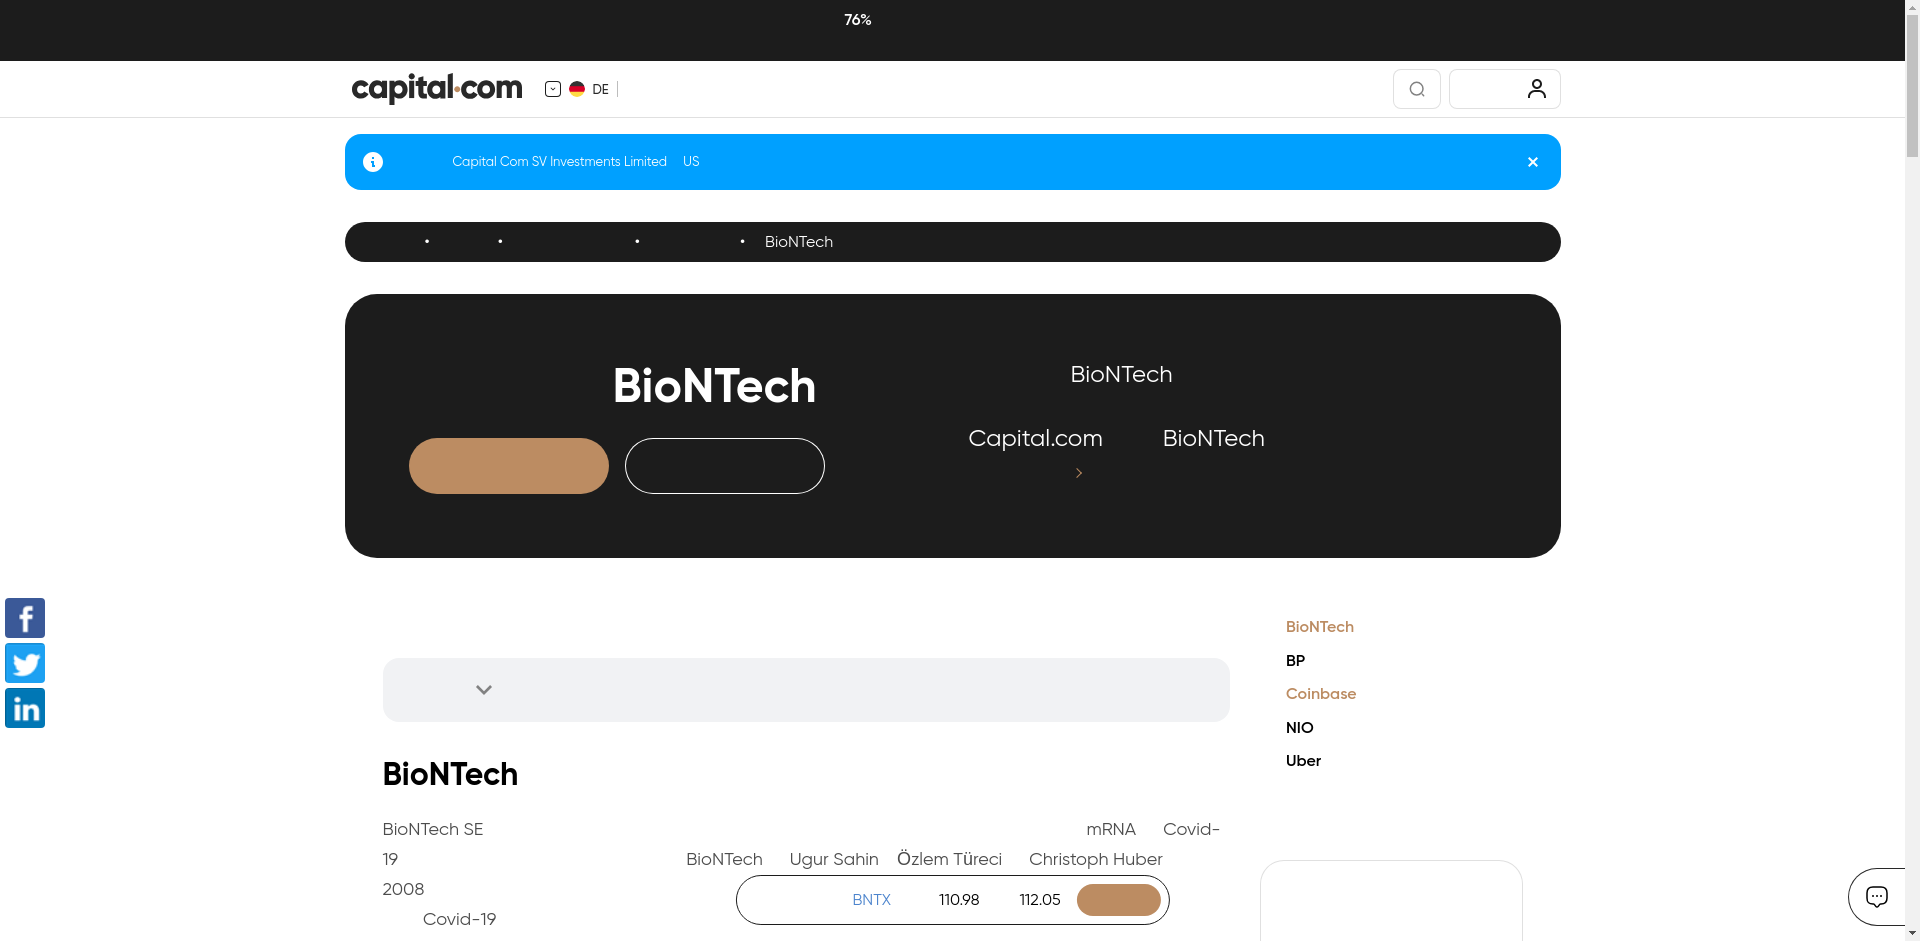 76%
capital.com
DE
Capital Com SV Investments Limited US
• • • • BioNTech
BioNTech
BioNTech
Capital.com BioNTech
BioNTech
BP
Coinbase
NIO
Uber
BioNTech
BioNTech SE mRNA Covid-
19 BioNTech Ugur Sahin Özlem Türeci Christoph Huber
2008
Covid-19
BNTX 110.98 112.05